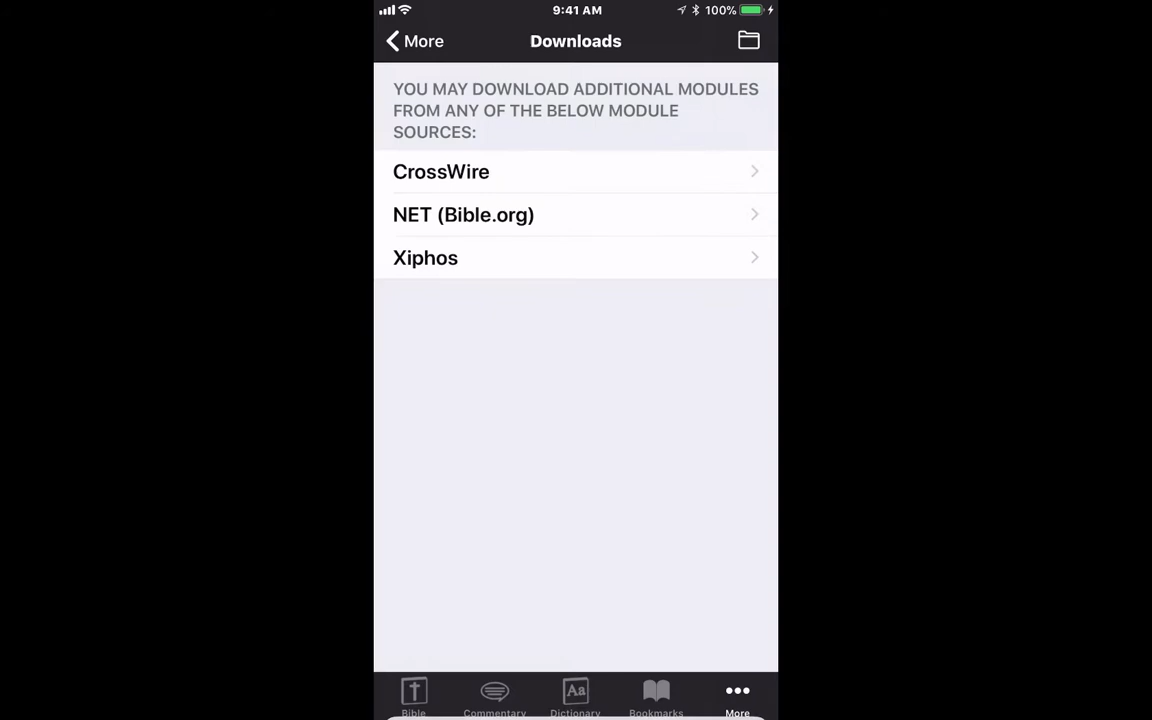 9:41 AM
100%
More
Downloads
YOU MAY DOWNLOAD ADDITIONAL MODULES
FROM ANY OF THE BELOW MODULE
SOURCES:
CrossWire
NET (Bible.org)
Xiphos
Aa
Bible
Commentary
Dictionary
Bookmarks
More